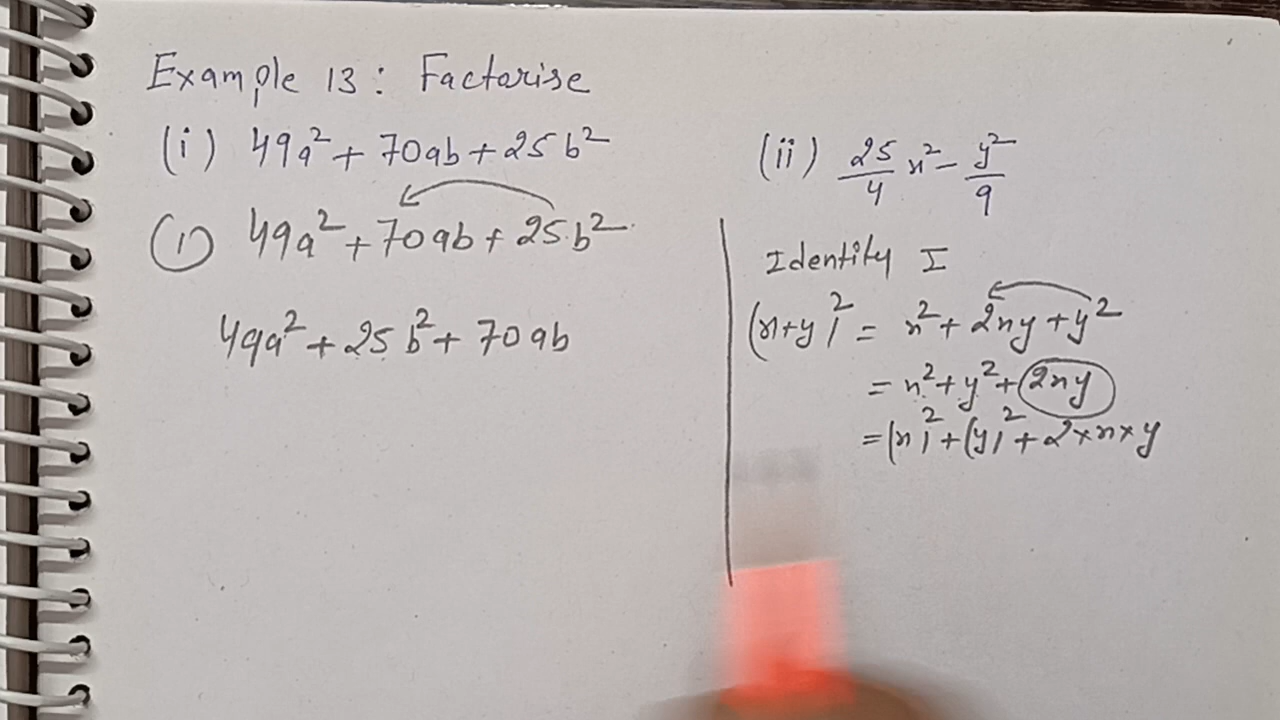 Example 13: Factorise
(i) 49a² + 70ab + 25b²
(ii) 25/4 x² - y²/9
(1) 49a² + 70ab + 25b²
49a² + 25b² + 70ab
Identity I
(x+y)² = x² + 2xy + y²
= x² + y² + 2xy
= (x)² + (y)² + 2×x×y